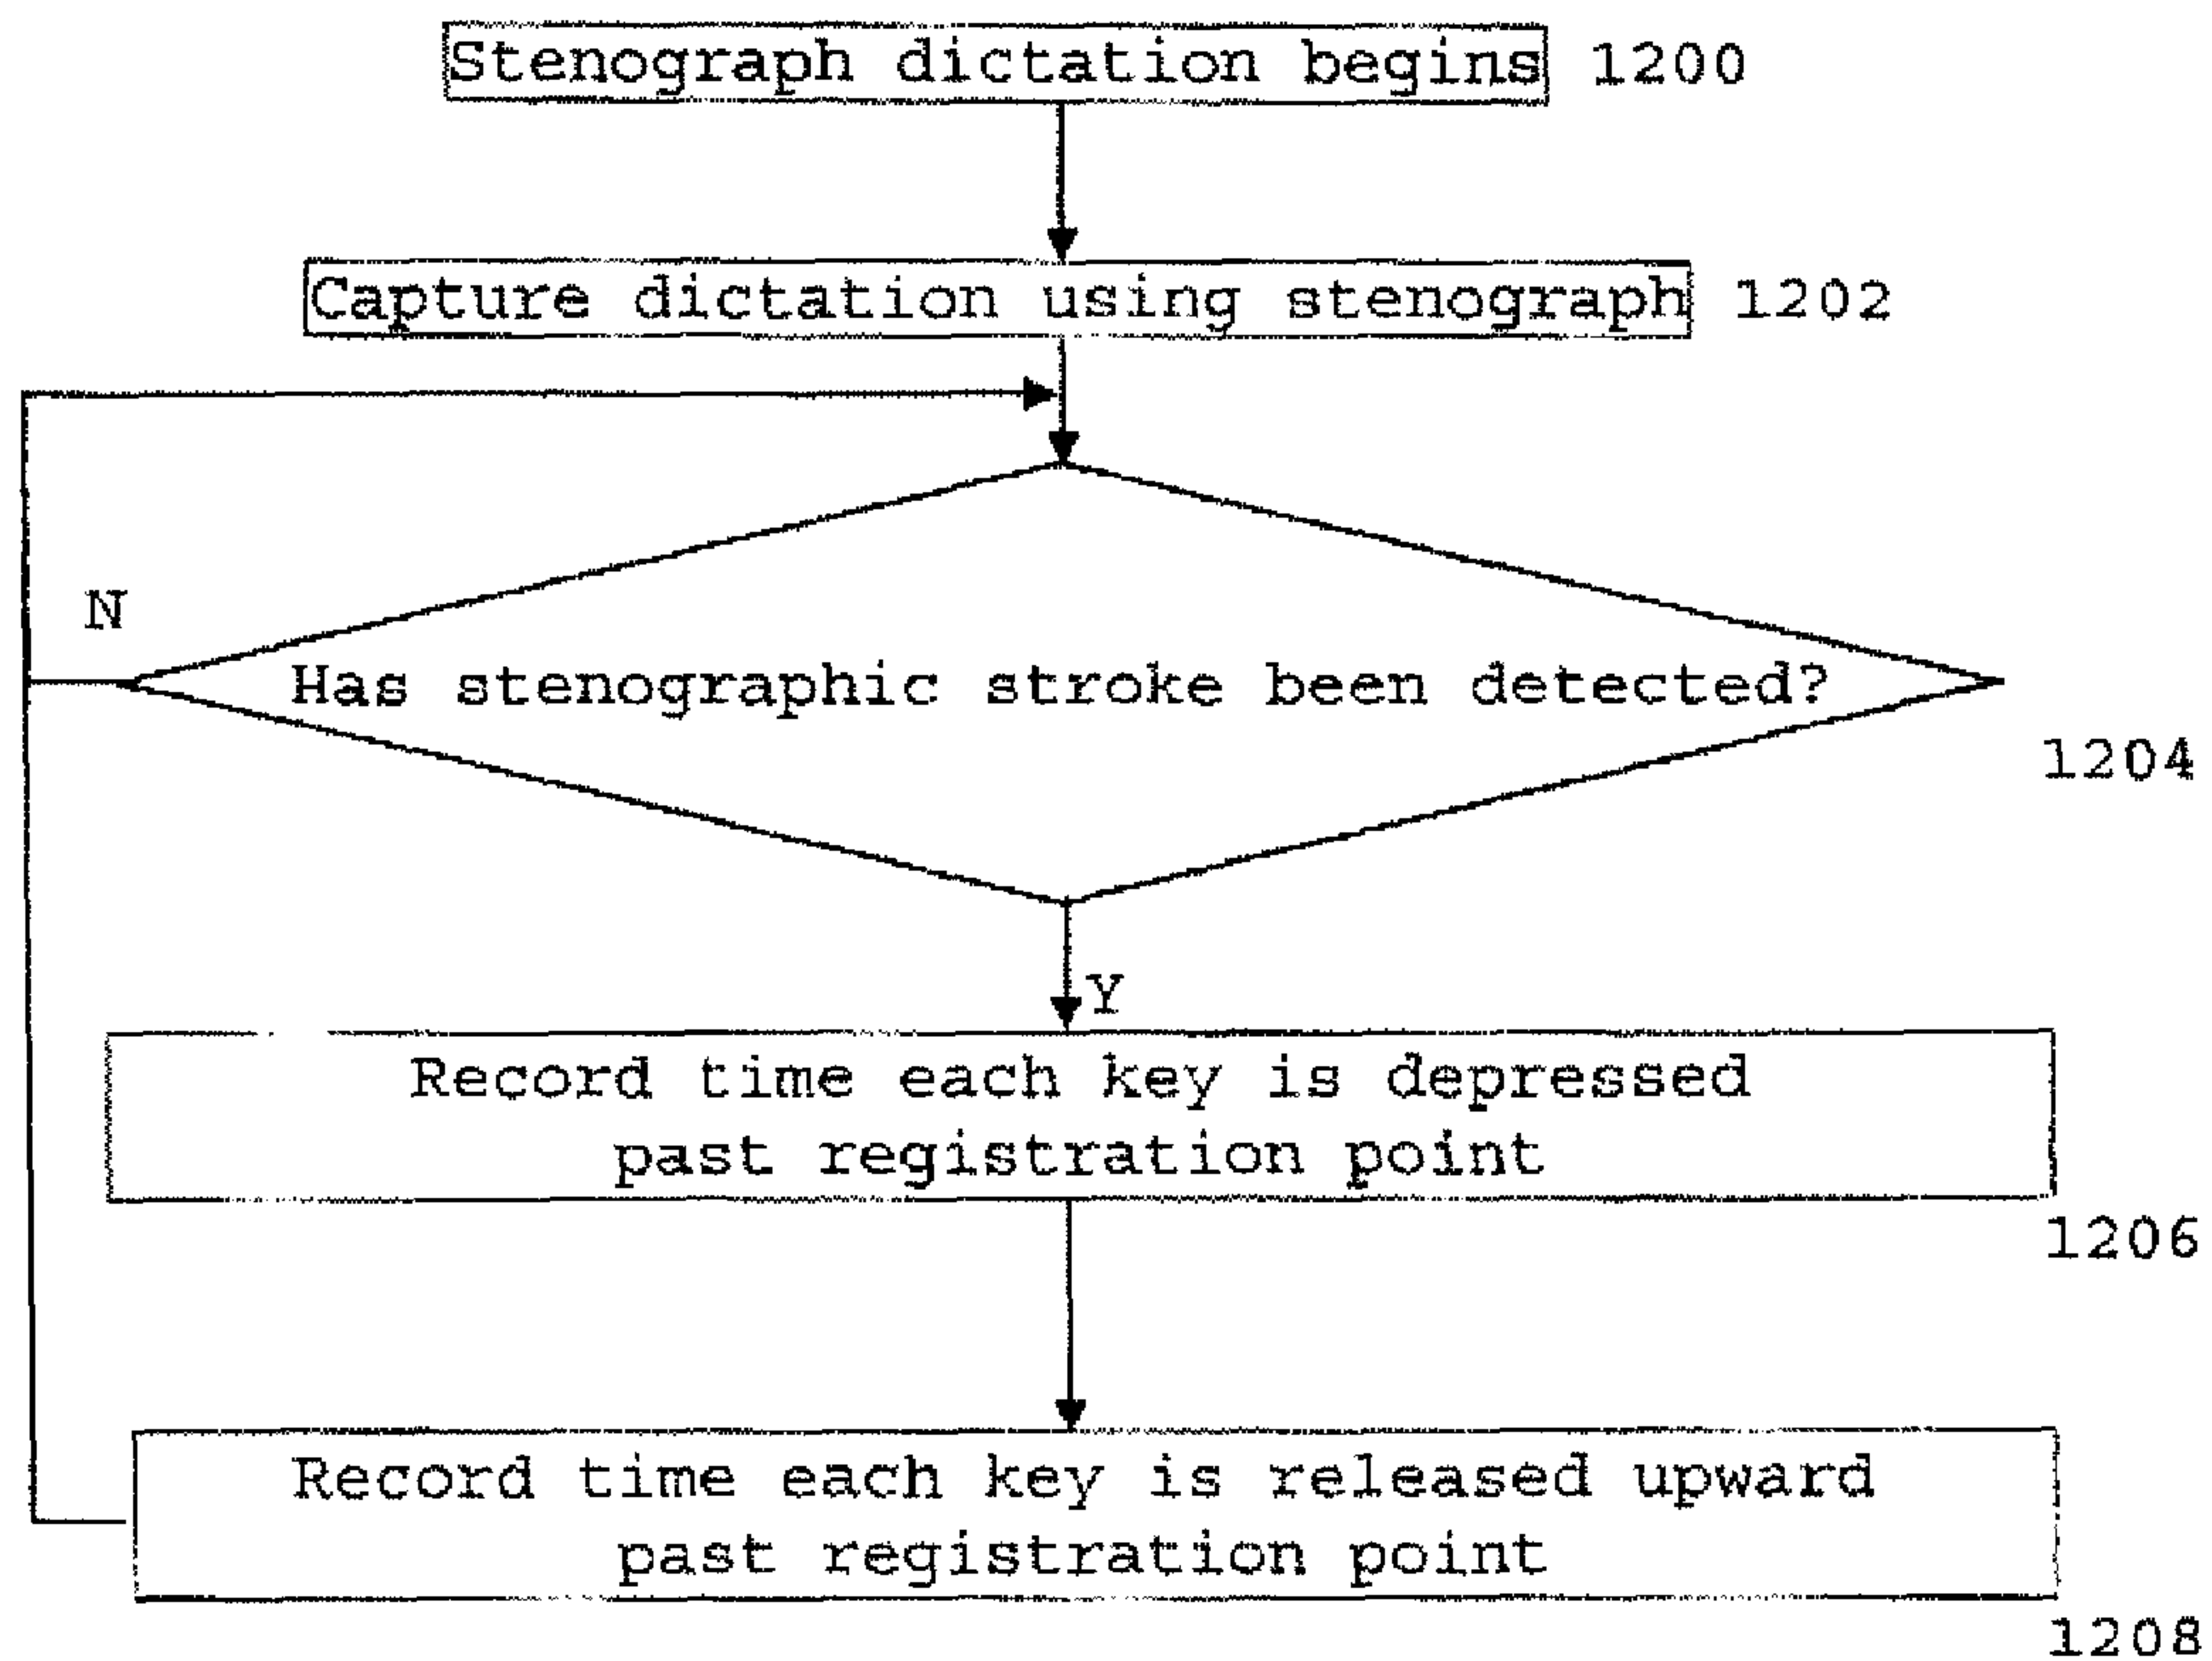 Stenograph dictation begins 1200
Capture dictation using stenograph 1202
N
Has stenographic stroke been detected?
1204
Y
Record time each key is depressed
past registration point
1206
Record time each key is released upward
past registration point
1208